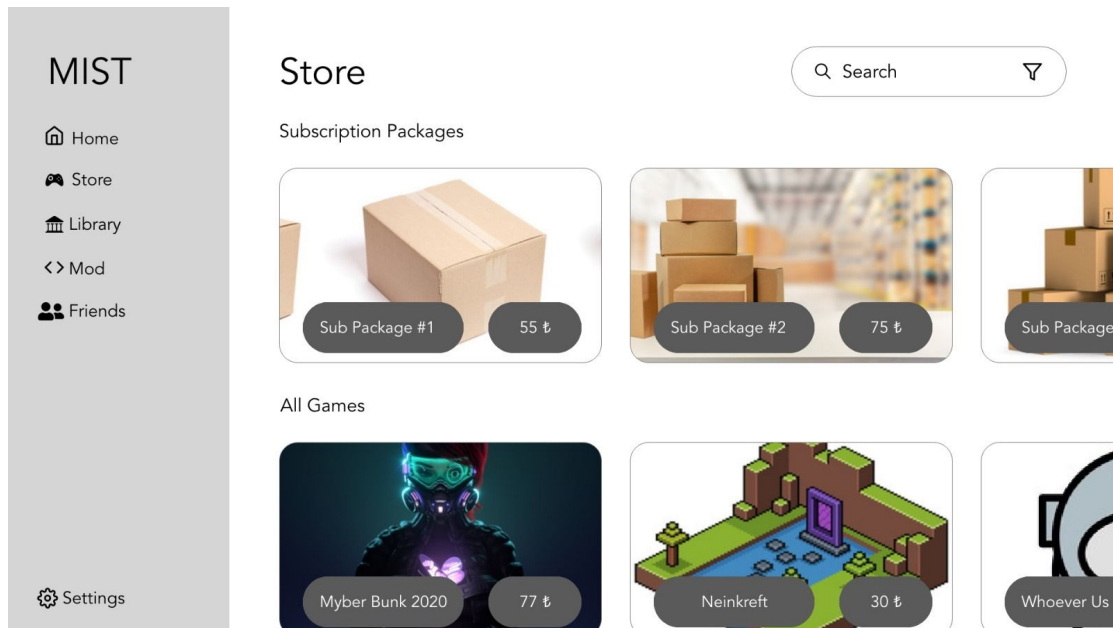 MIST
Home
Store
Library
Mod
Friends
Settings
Store
Search
Subscription Packages
Sub Package #1
55 ₺
Sub Package #2
75 ₺
Sub Package
All Games
Myber Bunk 2020
77 ₺
Neinkreft
30 ₺
Whoever Us